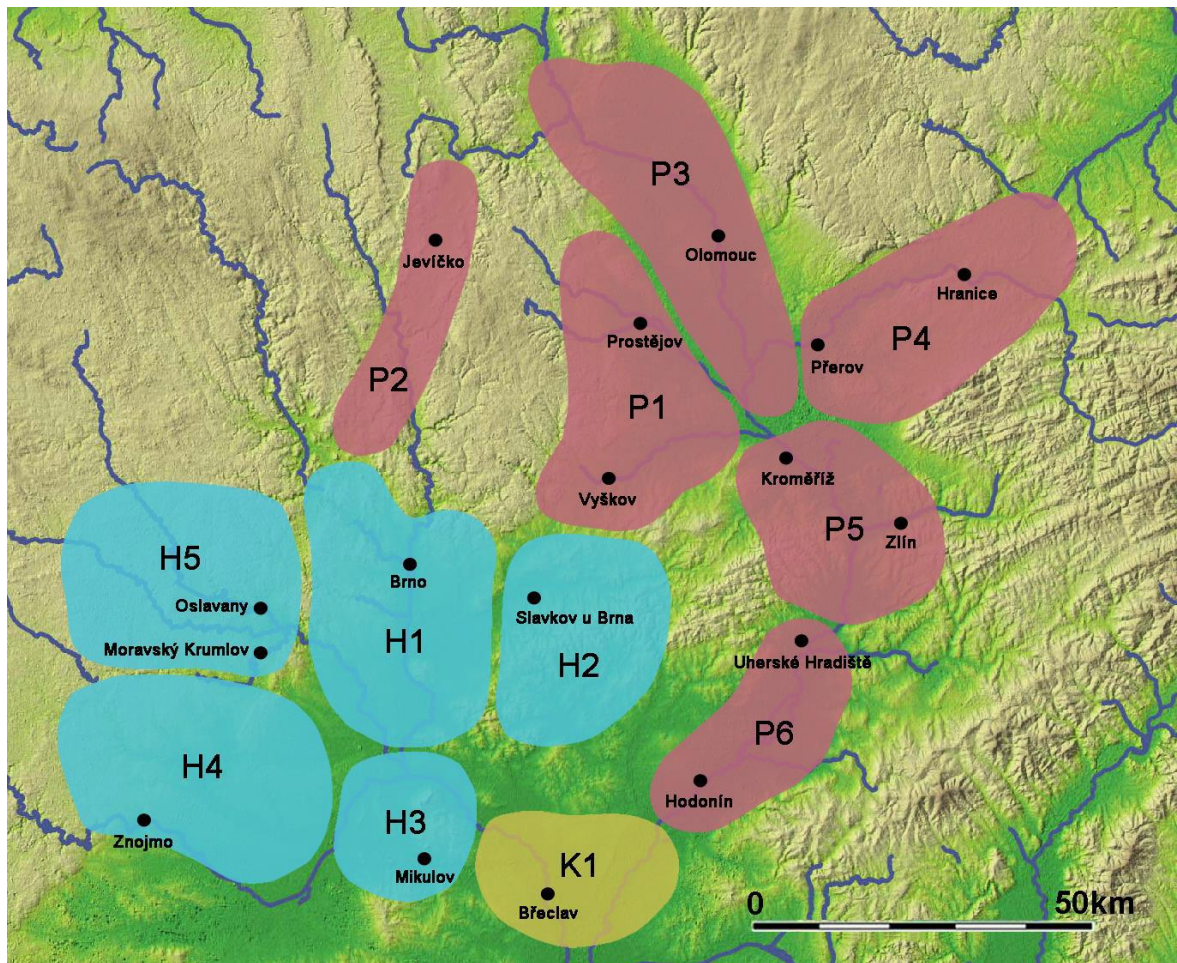 P3
Jevíčko
Olomouc
Hranice
Prostějov
Přerov
P4
P2
P1
Kroměříž
Vyškov
P5
Zlín
H5
Brno
Oslavany
Slavkov u Brna
Moravský Krumlov
H1
H2
Uherské Hradiště
P6
H4
Hodonín
H3
Znojmo
Mikulov
K1
Břeclav
0 50km